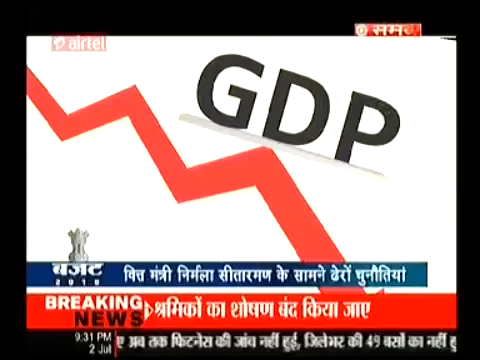 airtel
समय
GDP
बजट
2019
वित्त मंत्री निर्मला सीतारमण के सामने ढेरों चुनौतियां
BREAKING NEWS
श्रमिकों का शोषण बंद किया जाए
9:31 PM
2 Jul
ए अब तक फिटनेस की जांच नहीं हुई, जिलेभर की 49 बसों का नहीं हु